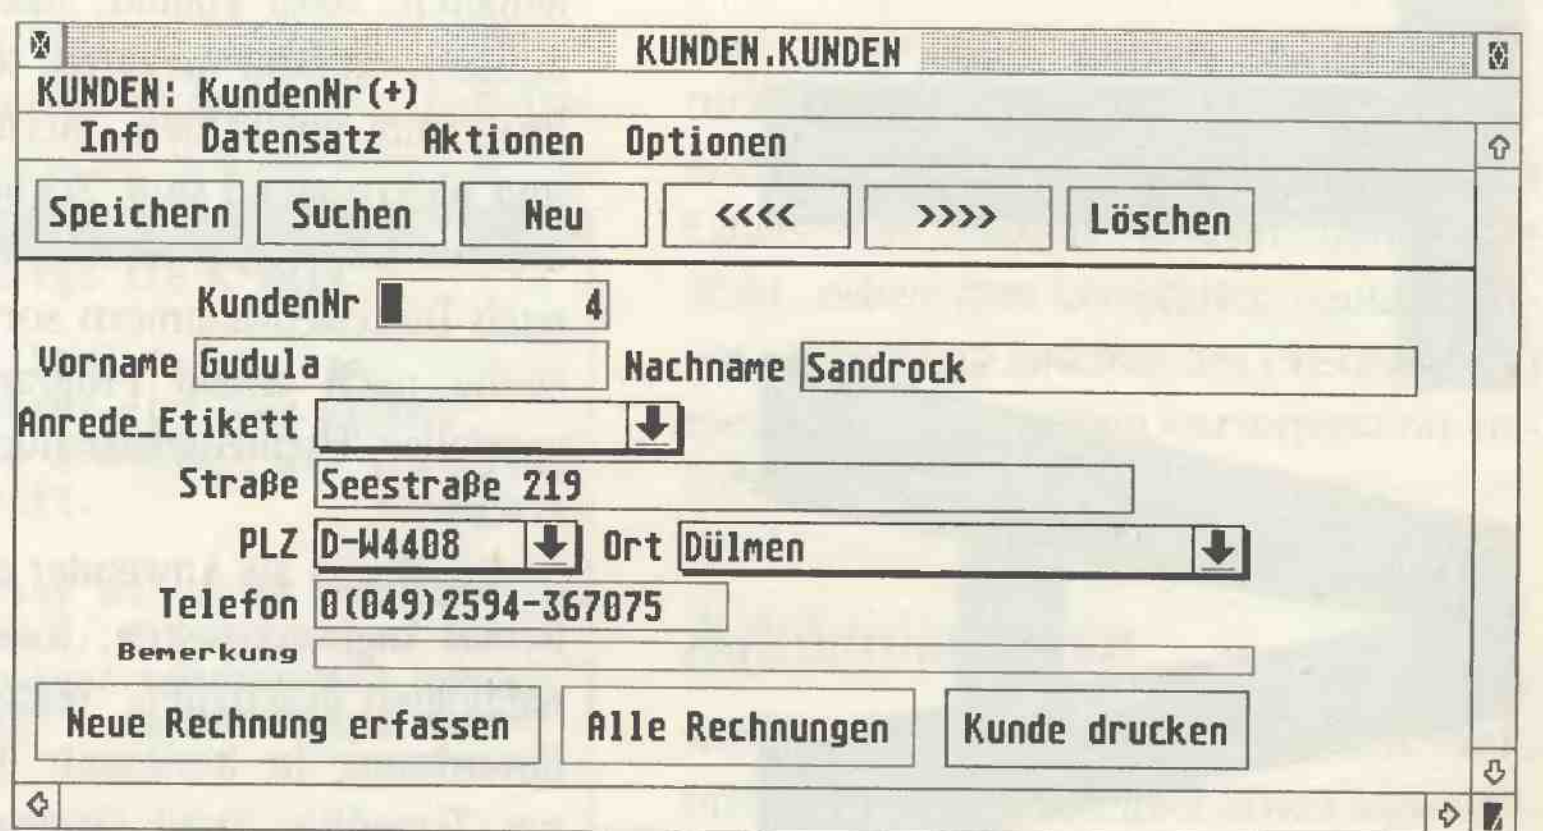 KUNDEN.KUNDEN
KUNDEN: KundenNr(+)
Info Datensatz Aktionen Optionen
Speichern Suchen Neu <<<< >>>> Löschen
KundenNr 4
Vorname Gudula Nachname Sandrock
Anrede_Etikett
Straße Seestraße 219
PLZ D-W4408 Ort Dülmen
Telefon 0(049)2594-367075
Bemerkung
Neue Rechnung erfassen Alle Rechnungen Kunde drucken